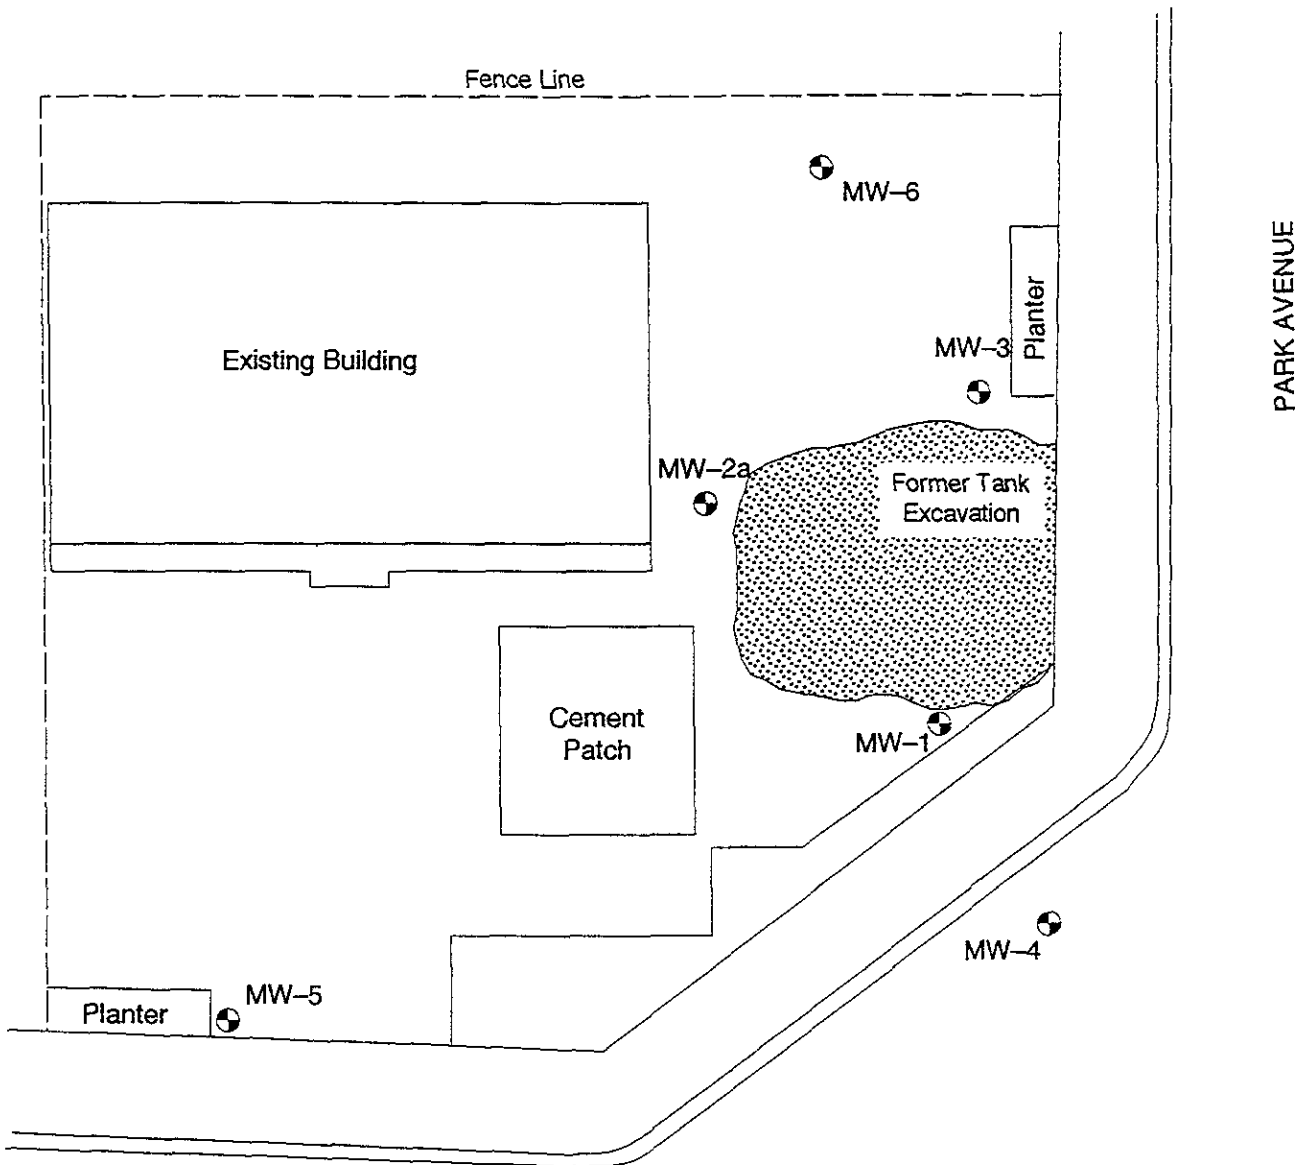 Fence Line
MW–6
PARK AVENUE
Planter
Existing Building
MW–3
MW–2a
Former Tank
Excavation
Cement
Patch
MW–1
MW–4
MW–5
Planter